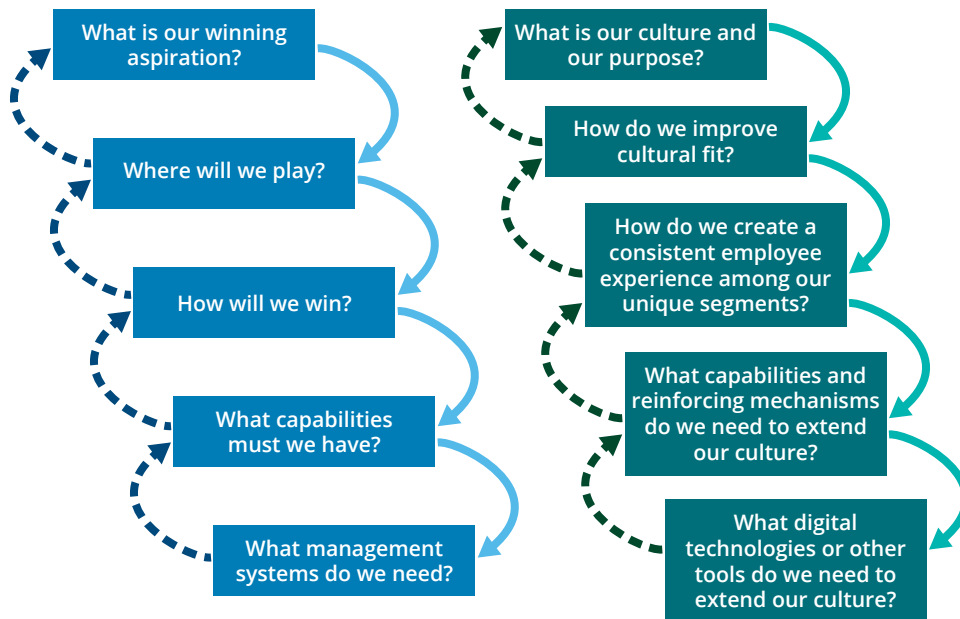 What is our winning
aspiration?
Where will we play?
How will we win?
What capabilities
must we have?
What management
systems do we need?
What is our culture and
our purpose?
How do we improve
cultural fit?
How do we create a
consistent employee
experience among our
unique segments?
What capabilities and
reinforcing mechanisms
do we need to extend
our culture?
What digital
technologies or other
tools do we need to
extend our culture?